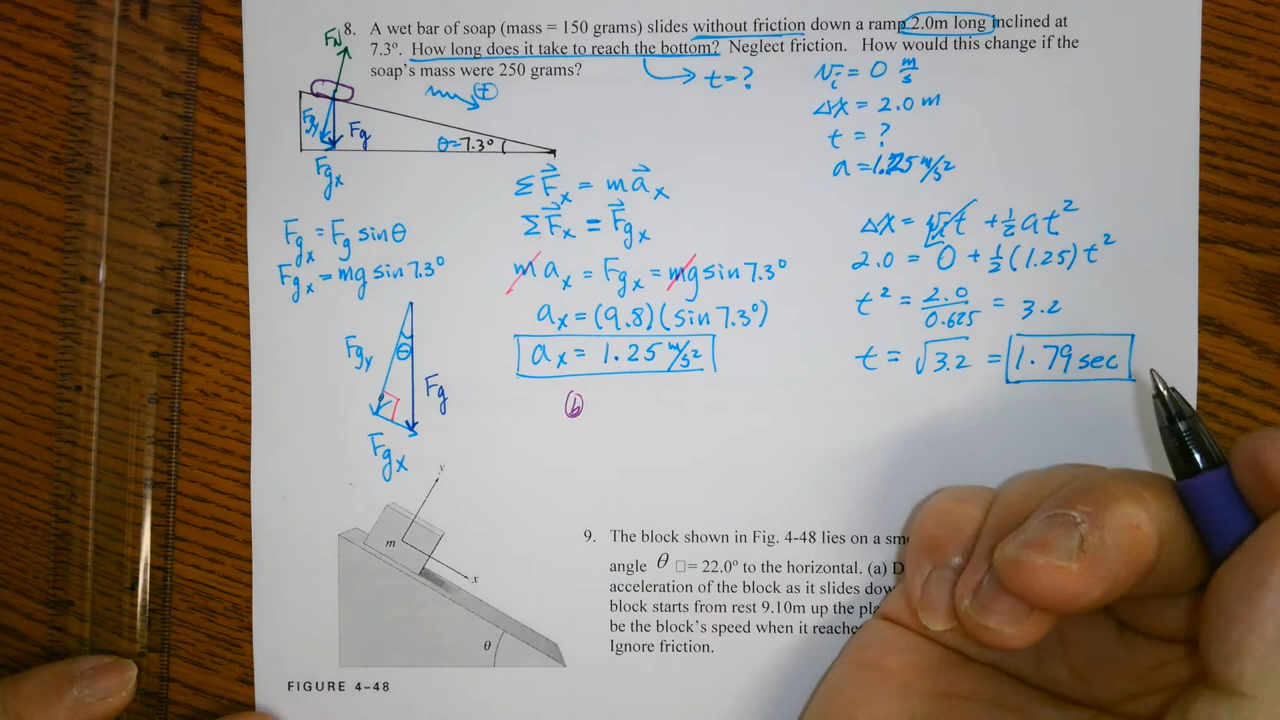 8. A wet bar of soap (mass = 150 grams) slides without friction down a ramp 2.0m long inclined at
7.3º. How long does it take to reach the bottom? Neglect friction. How would this change if the
soap's mass were 250 grams?
→ t = ?
FN
+
Fgy
Fg
θ=7.3°
Fgx
Vi = 0 m/s
Δx = 2.0 m
t = ?
a = 1.25 m/s²
Fgx = Fg sinθ
Fgx = mg sin 7.3°
Fgy
θ
Fg
Fgx
ΣFx = max
ΣFx = Fgx
max = Fgx = mg sin 7.3°
ax = (9.8)(sin 7.3°)
ax = 1.25 m/s²
b
Δx = Vit + ½at²
2.0 = 0 + ½(1.25)t²
t² = 2.0/0.625 = 3.2
t = √3.2 = 1.79 sec
y
m
x
θ
FIGURE 4-48
9. The block shown in Fig. 4-48 lies on a
angle θ □= 22.0º to the horizontal. (a)
acceleration of the block as it slides
block starts from rest 9.10m up the
be the block's speed when it
Ignore friction.